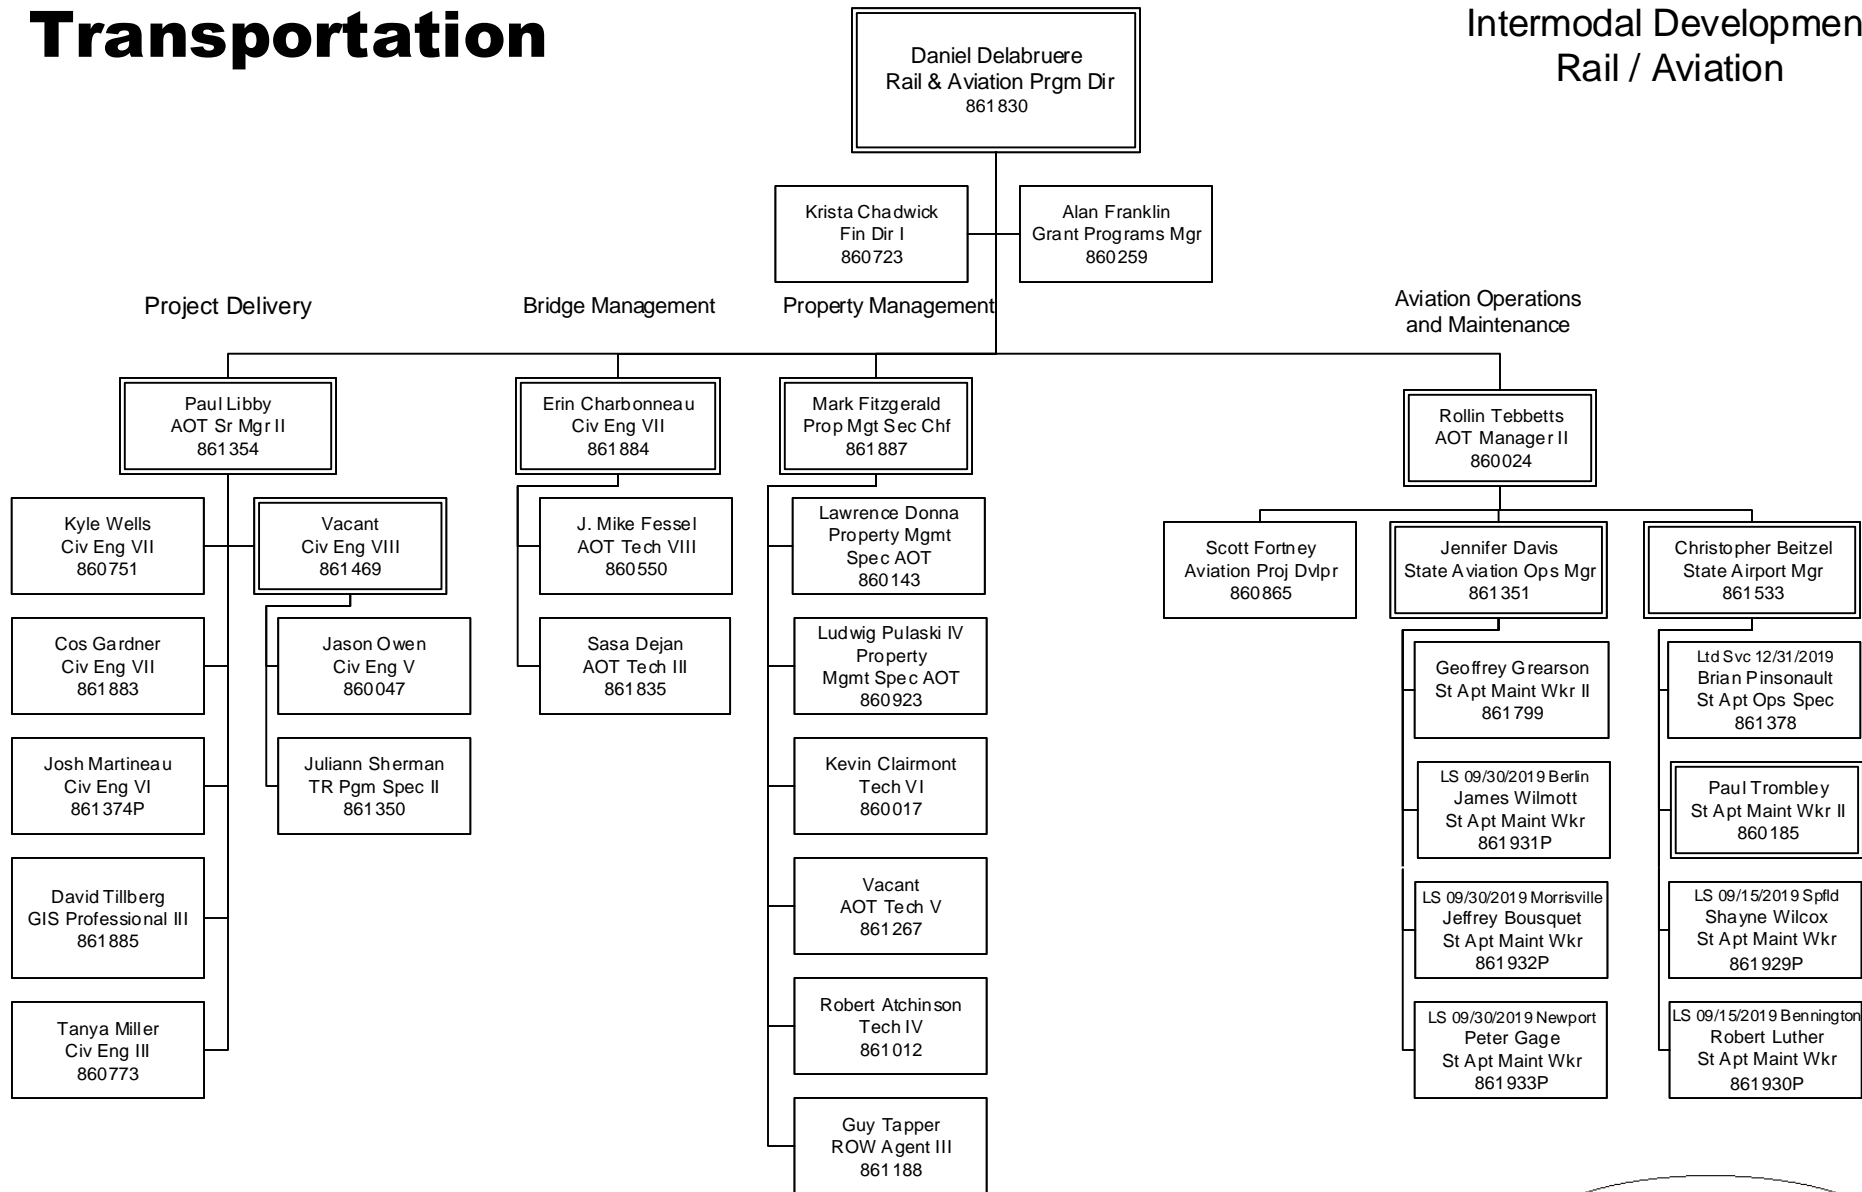 Transportation
Intermodal Developmen
Rail / Aviation
Daniel Delabruere
Rail & Aviation Prgm Dir
861830
Krista Chadwick
Fin Dir I
860723
Alan Franklin
Grant Programs Mgr
860259
Project Delivery
Bridge Management
Property Management
Aviation Operations
and Maintenance
Paul Libby
AOT Sr Mgr II
861354
Erin Charbonneau
Civ Eng VII
861884
Mark Fitzgerald
Prop Mgt Sec Chf
861887
Rollin Tebbetts
AOT Manager II
860024
Kyle Wells
Civ Eng VII
860751
Vacant
Civ Eng VIII
861469
Cos Gardner
Civ Eng VII
861883
Jason Owen
Civ Eng V
860047
Josh Martineau
Civ Eng VI
861374P
Juliann Sherman
TR Pgm Spec II
861350
David Tillberg
GIS Professional III
861885
Tanya Miller
Civ Eng III
860773
J. Mike Fessel
AOT Tech VIII
860550
Sasa Dejan
AOT Tech III
861835
Lawrence Donna
Property Mgmt
Spec AOT
860143
Ludwig Pulaski IV
Property
Mgmt Spec AOT
860923
Kevin Clairmont
Tech VI
860017
Vacant
AOT Tech V
861267
Robert Atchinson
Tech IV
861012
Guy Tapper
ROW Agent III
861188
Scott Fortney
Aviation Proj Dvlpr
860865
Jennifer Davis
State Aviation Ops Mgr
861351
Christopher Beitzel
State Airport Mgr
861533
Geoffrey Grearson
St Apt Maint Wkr II
861799
LS 09/30/2019 Berlin
James Wilmott
St Apt Maint Wkr
861931P
LS 09/30/2019 Morrisville
Jeffrey Bousquet
St Apt Maint Wkr
861932P
LS 09/30/2019 Newport
Peter Gage
St Apt Maint Wkr
861933P
Ltd Svc 12/31/2019
Brian Pinsonault
St Apt Ops Spec
861378
Paul Trombley
St Apt Maint Wkr II
860185
LS 09/15/2019 Spfld
Shayne Wilcox
St Apt Maint Wkr
861929P
LS 09/15/2019 Bennington
Robert Luther
St Apt Maint Wkr
861930P